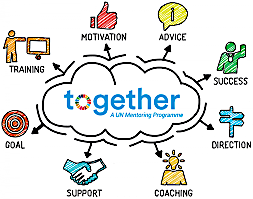 MOTIVATION
ADVICE
TRAINING
SUCCESS
together
A UN Mentoring Programme
GOAL
DIRECTION
SUPPORT
COACHING